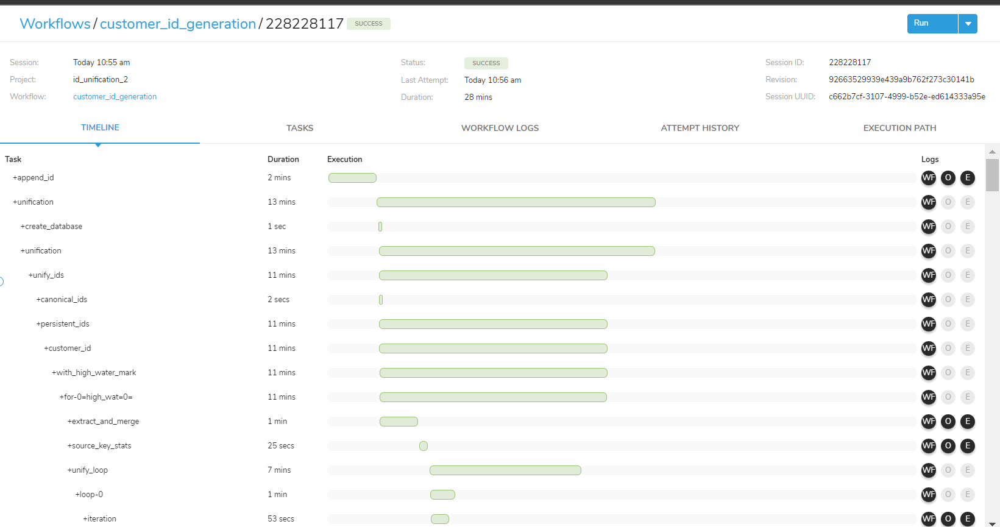 Workflows / customer_id_generation / 228228117 SUCCESS
Run
Session: Today 10:55 am
Project: id_unification_2
Workflow: customer_id_generation
Status: SUCCESS
Last Attempt: Today 10:56 am
Duration: 28 mins
Session ID: 228228117
Revision: 92663529939e439a9b762f273c30141b
Session UUID: c662b7cf-3107-4999-b52e-ed614333a95e
TIMELINE TASKS WORKFLOW LOGS ATTEMPT HISTORY EXECUTION PATH
Task Duration Execution Logs
+append_id 2 mins WF O E
+unification 13 mins WF O E
+create_database 1 sec WF O E
+unification 13 mins WF O E
+unify_ids 11 mins WF O E
+canonical_ids 2 secs WF O E
+persistent_ids 11 mins WF O E
+customer_id 11 mins WF O E
+with_high_water_mark 11 mins WF O E
+for-0=high_wat=0= 11 mins WF O E
+extract_and_merge 1 min WF O E
+source_key_stats 25 secs WF O E
+unify_loop 7 mins WF O E
+loop-0 1 min WF O E
+iteration 53 secs WF O E